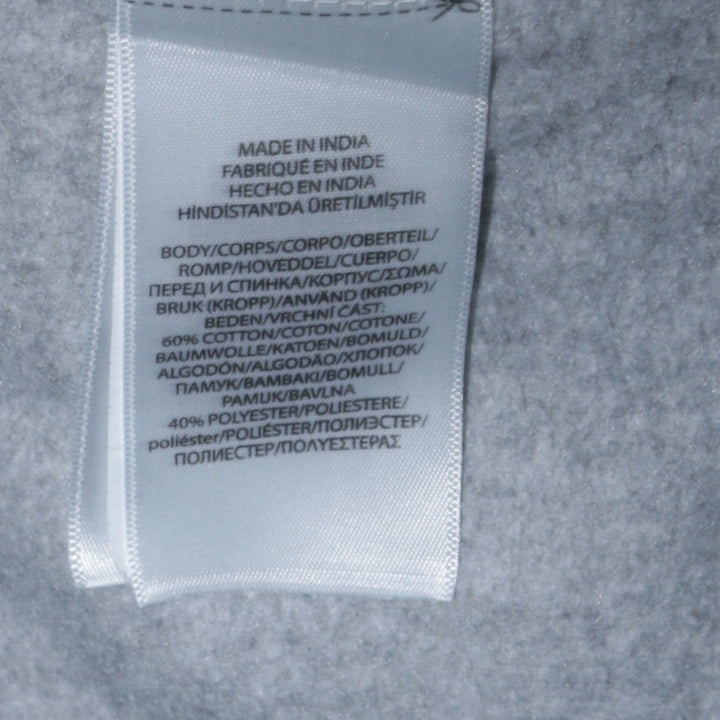 MADE IN INDIA
FABRIQUÉ EN INDE
HECHO EN INDIA
HİNDİSTAN'DA ÜRETİLMİŞTİR
BODY/CORPS/CORPO/OBERTEIL/
ROMP/HOVEDDEL/CUERPO/
ПЕРЕД И СПИНКА/КОРПУС/ΣΩΜΑ/
BRUK (KROPP)/ANVÄND (KROPP)/
BEDEN/VRCHNÍ ČÁST:
60% COTTON/COTON/COTONE/
BAUMWOLLE/KATOEN/BOMULD/
ALGODÓN/ALGODÃO/ХЛОПОК/
ПАМУК/ΒΑΜΒΑΚΙ/BOMULL/
PAMUK/BAVLNA
40% POLYESTER/POLIESTERE/
poliéster/POLIÉSTER/ПОЛИЭСТЕР/
ПОЛИЕСТЕР/ΠΟΛΥΕΣΤΕΡΑΣ